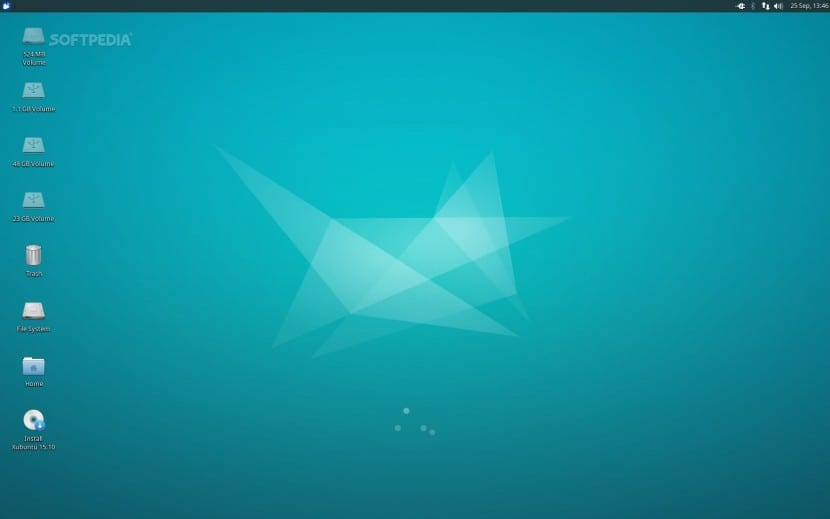 25 Sep, 13:46
SOFTPEDIA
524 MB
Volume
1.1 GB Volume
48 GB Volume
23 GB Volume
Trash
File System
Home
Install
Xubuntu 15.10